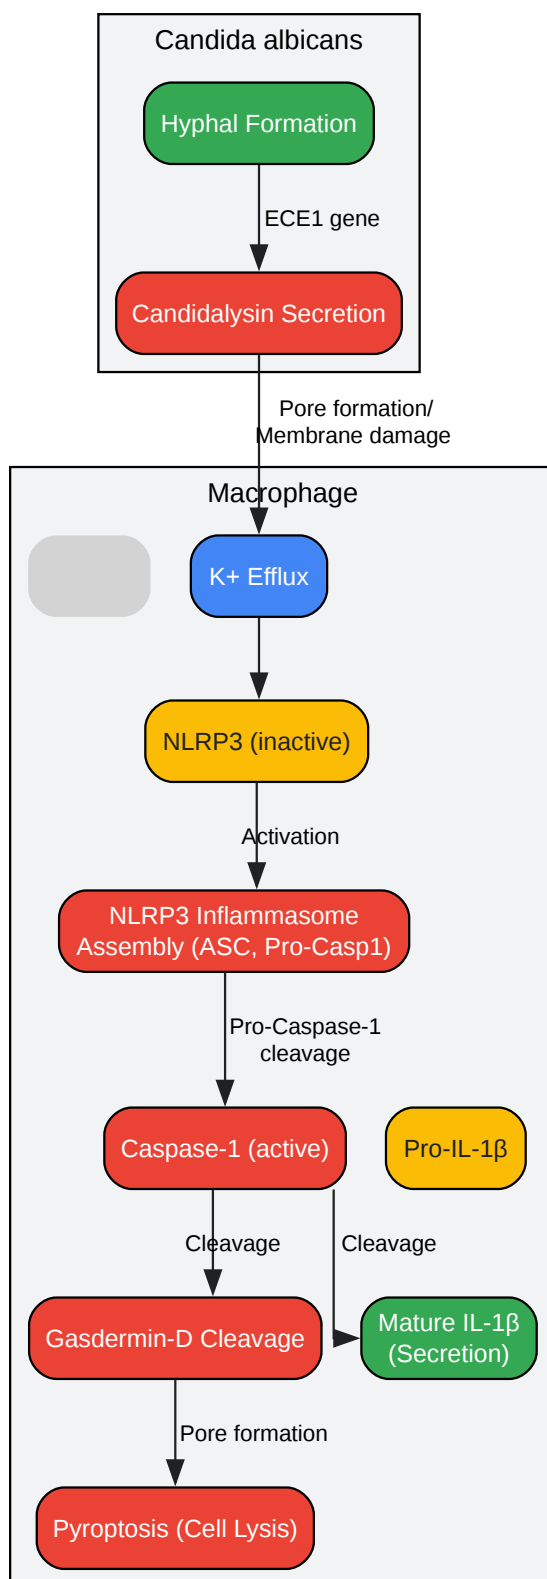 Candida albicans
Hyphal Formation
ECE1 gene
Candidalysin Secretion
Pore formation/
Membrane damage
Macrophage
K+ Efflux
NLRP3 (inactive)
Activation
NLRP3 Inflammasome
Assembly (ASC, Pro-Casp1)
Pro-Caspase-1
cleavage
Caspase-1 (active)
Pro-IL-1β
Cleavage
Cleavage
Gasdermin-D Cleavage
Mature IL-1β
(Secretion)
Pore formation
Pyroptosis (Cell Lysis)